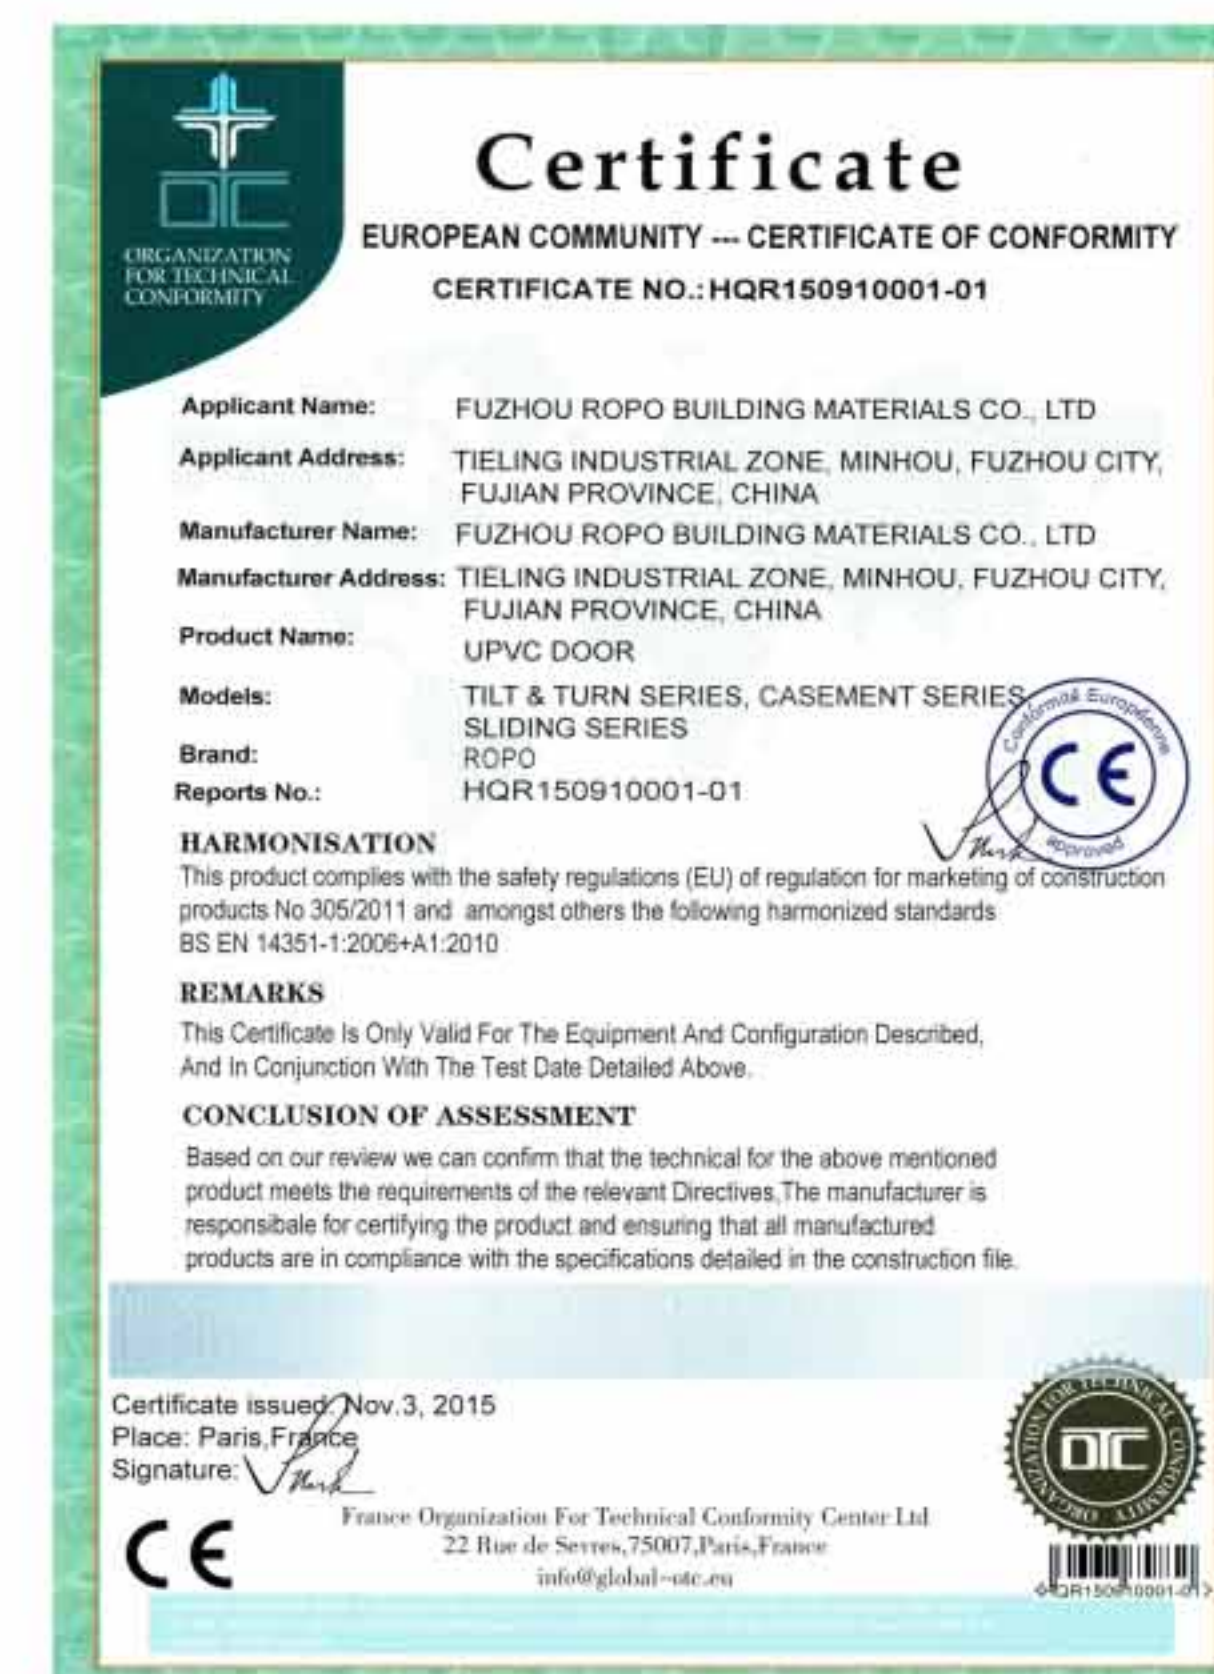 OTC
ORGANIZATION
FOR TECHNICAL
CONFORMITY
Certificate
EUROPEAN COMMUNITY --- CERTIFICATE OF CONFORMITY
CERTIFICATE NO.: HQR150910001-01
Applicant Name: FUZHOU ROPO BUILDING MATERIALS CO., LTD
Applicant Address: TIELING INDUSTRIAL ZONE, MINHOU, FUZHOU CITY,
FUJIAN PROVINCE, CHINA
Manufacturer Name: FUZHOU ROPO BUILDING MATERIALS CO., LTD
Manufacturer Address: TIELING INDUSTRIAL ZONE, MINHOU, FUZHOU CITY,
FUJIAN PROVINCE, CHINA
Product Name: UPVC DOOR
Models: TILT & TURN SERIES, CASEMENT SERIES
SLIDING SERIES
Brand: ROPO
Reports No.: HQR150910001-01
Conformité Européenne
CE
approved
HARMONISATION
This product complies with the safety regulations (EU) of regulation for marketing of construction
products No 305/2011 and amongst others the following harmonized standards
BS EN 14351-1:2006+A1:2010
REMARKS
This Certificate Is Only Valid For The Equipment And Configuration Described,
And In Conjunction With The Test Date Detailed Above.
CONCLUSION OF ASSESSMENT
Based on our review we can confirm that the technical for the above mentioned
product meets the requirements of the relevant Directives,The manufacturer is
responsibale for certifying the product and ensuring that all manufactured
products are in compliance with the specifications detailed in the construction file.
Certificate issued: Nov.3, 2015
Place: Paris,France
Signature:
France Organization For Technical Conformity Center Ltd
22 Rue de Sevres,75007,Paris,France
info@global-otc.eu
CE
ORGANIZATION FOR TECHNICAL CONFORMITY
OTC
HQR150910001-01